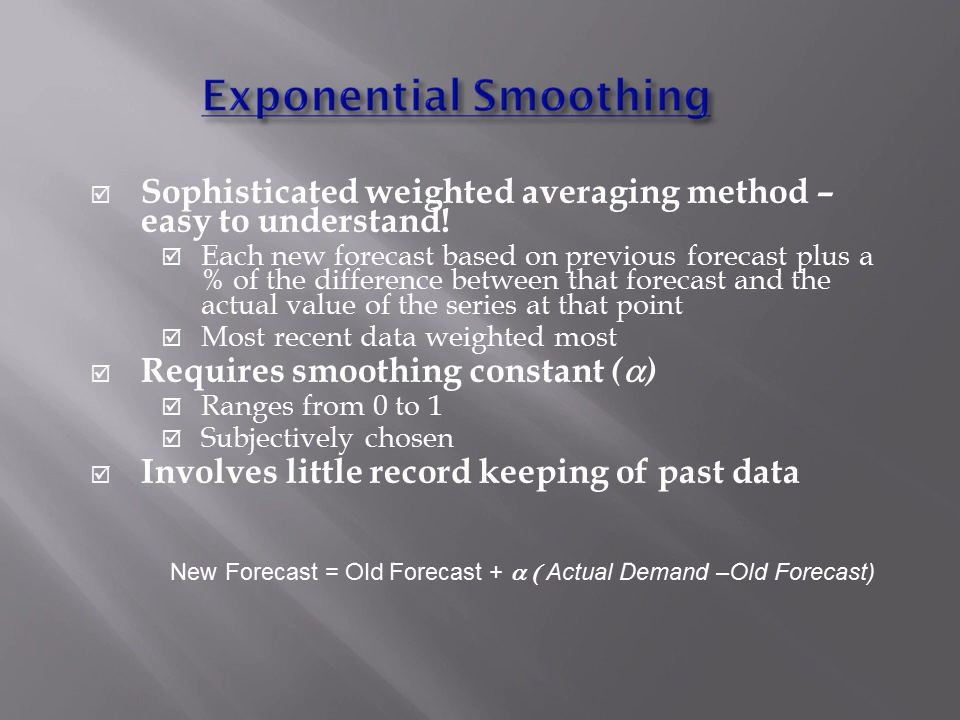 Exponential Smoothing
Sophisticated weighted averaging method –
easy to understand!
Each new forecast based on previous forecast plus a
% of the difference between that forecast and the
actual value of the series at that point
Most recent data weighted most
Requires smoothing constant (α)
Ranges from 0 to 1
Subjectively chosen
Involves little record keeping of past data
New Forecast = Old Forecast + α ( Actual Demand –Old Forecast)